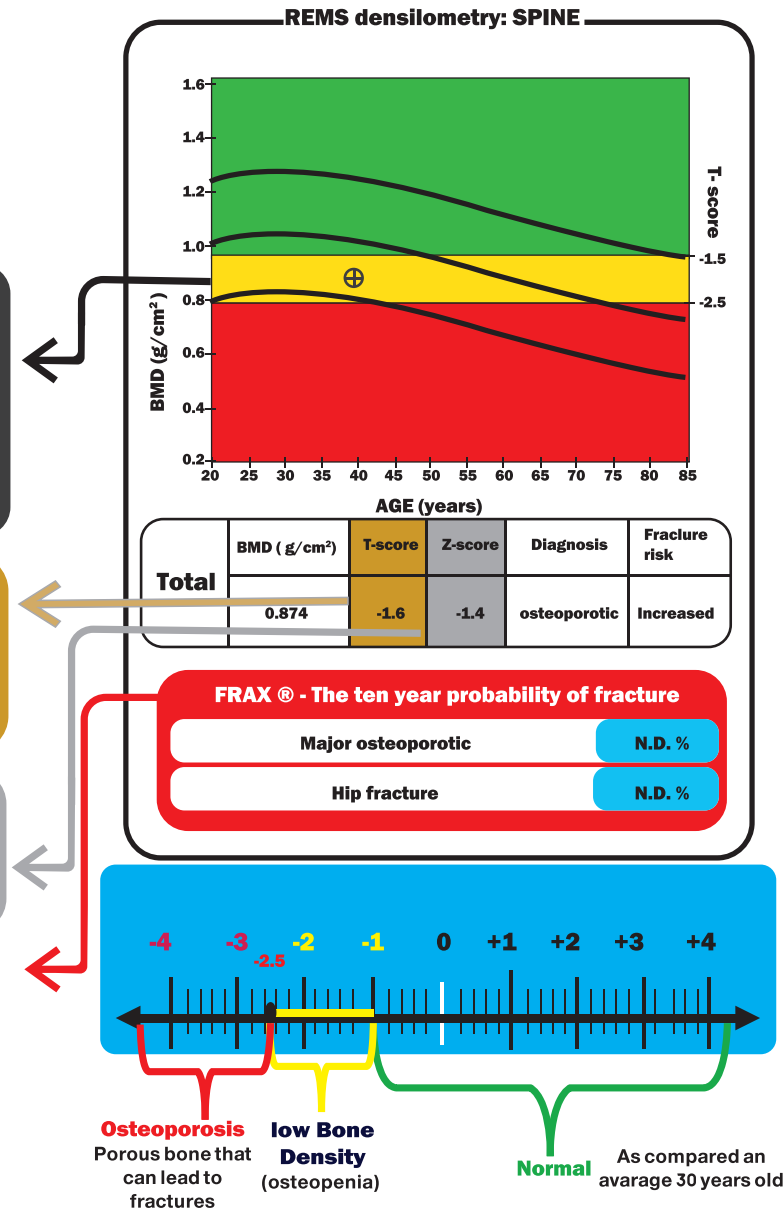 REMS densilometry: SPINE
1.6
1.4
1.2
1.0
0.8
0.6
0.4
0.2
BMD (g/cm²)
T- score
-1.5
-2.5
20 25 30 35 40 45 50 55 60 65 70 75 80 85
AGE (years)
Total
BMD ( g/cm²) T-score Z-score Diagnosis Fraclure
risk
0.874 -1.6 -1.4 osteoporotic Increased
FRAX ® - The ten year probability of fracture
Major osteoporotic N.D. %
Hip fracture N.D. %
-4 -3 -2 -1 0 +1 +2 +3 +4
-2.5
Osteoporosis
Porous bone that
can lead to
fractures
low Bone
Density
(osteopenia)
Normal
As compared an
avarage 30 years old